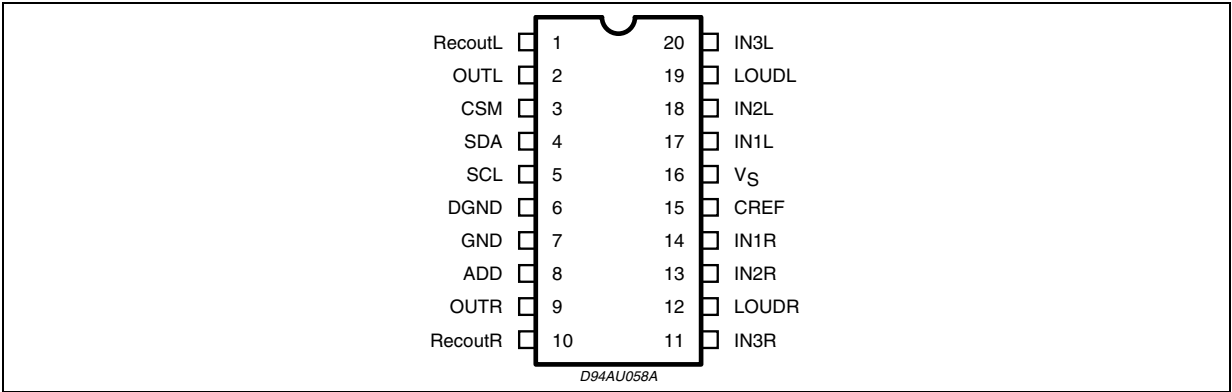 RecoutL 1 20 IN3L
OUTL 2 19 LOUDL
CSM 3 18 IN2L
SDA 4 17 IN1L
SCL 5 16 VS
DGND 6 15 CREF
GND 7 14 IN1R
ADD 8 13 IN2R
OUTR 9 12 LOUDR
RecoutR 10 11 IN3R
D94AU058A